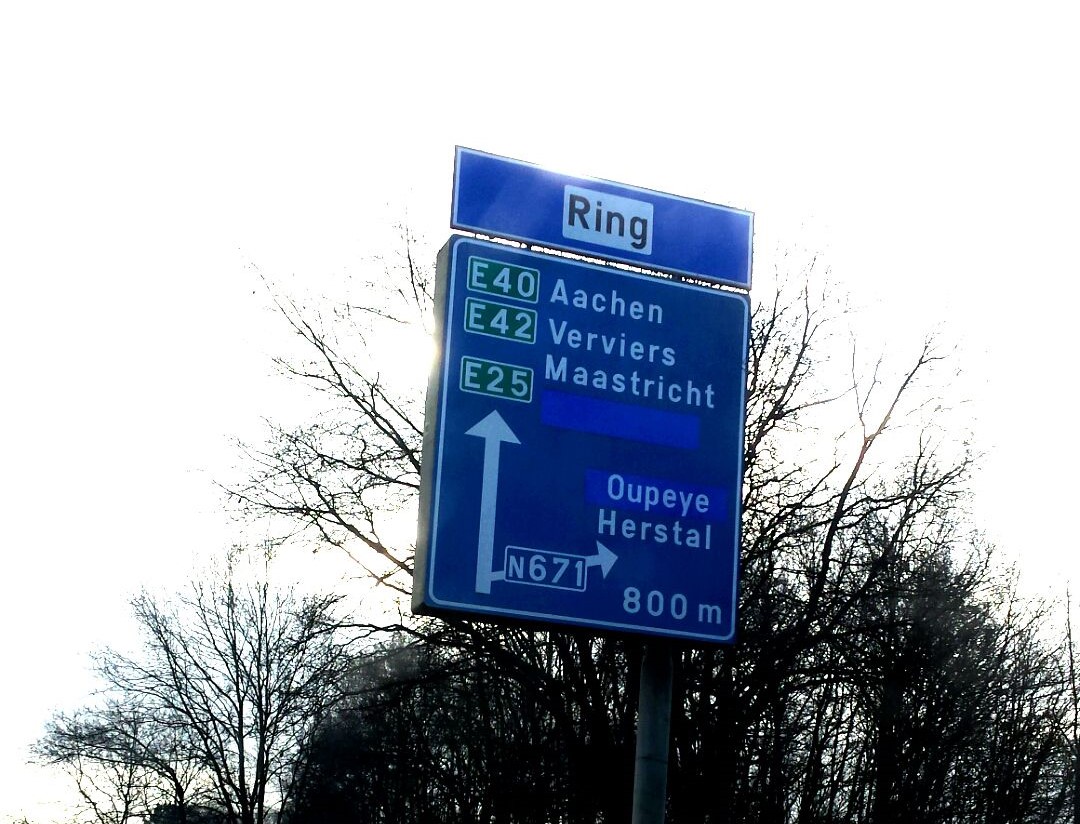 Ring
E40 Aachen
E42 Verviers
E25 Maastricht
Oupeye
Herstal
N671
800 m